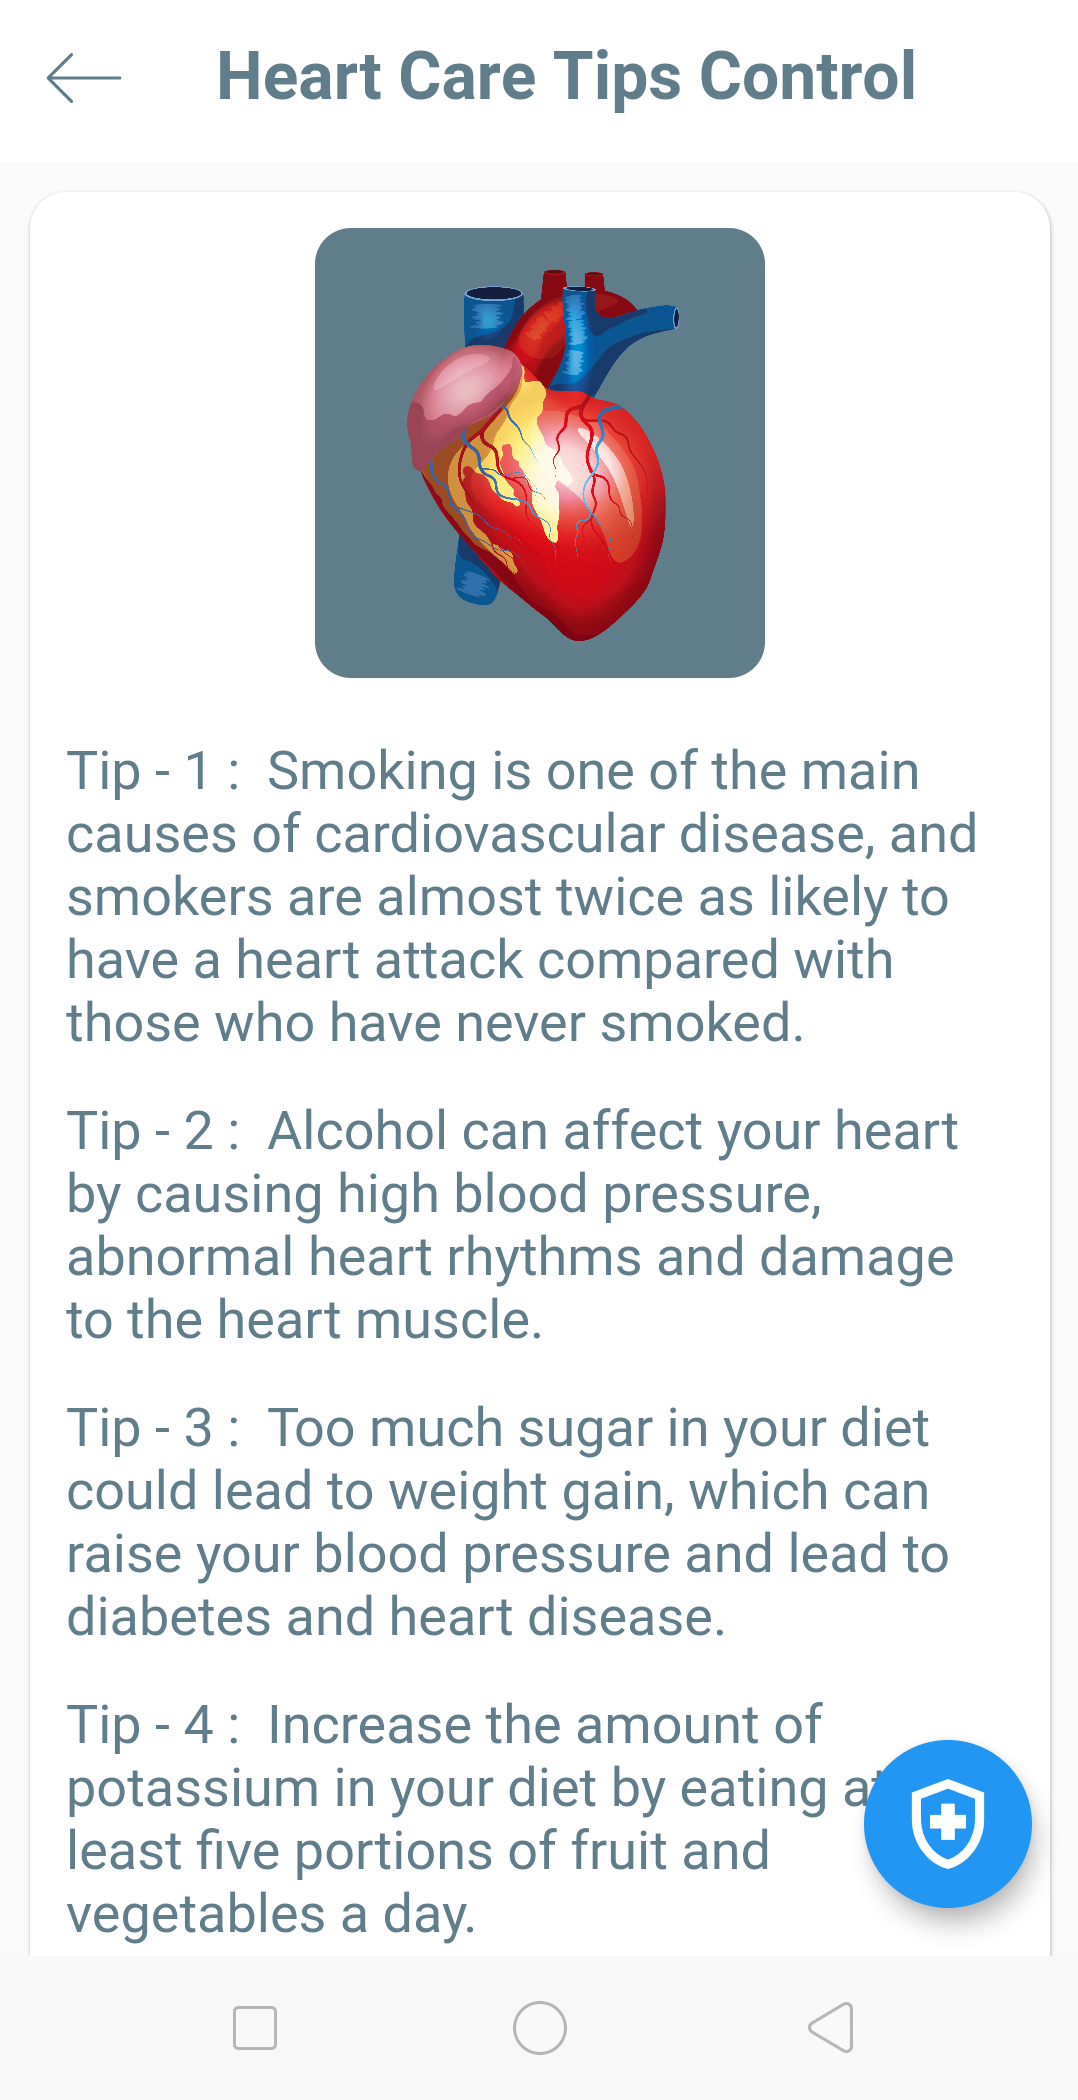 Heart Care Tips Control
Tip - 1 :  Smoking is one of the main
causes of cardiovascular disease, and
smokers are almost twice as likely to
have a heart attack compared with
those who have never smoked.
Tip - 2 :  Alcohol can affect your heart
by causing high blood pressure,
abnormal heart rhythms and damage
to the heart muscle.
Tip - 3 :  Too much sugar in your diet
could lead to weight gain, which can
raise your blood pressure and lead to
diabetes and heart disease.
Tip - 4 :  Increase the amount of
potassium in your diet by eating at
least five portions of fruit and
vegetables a day.